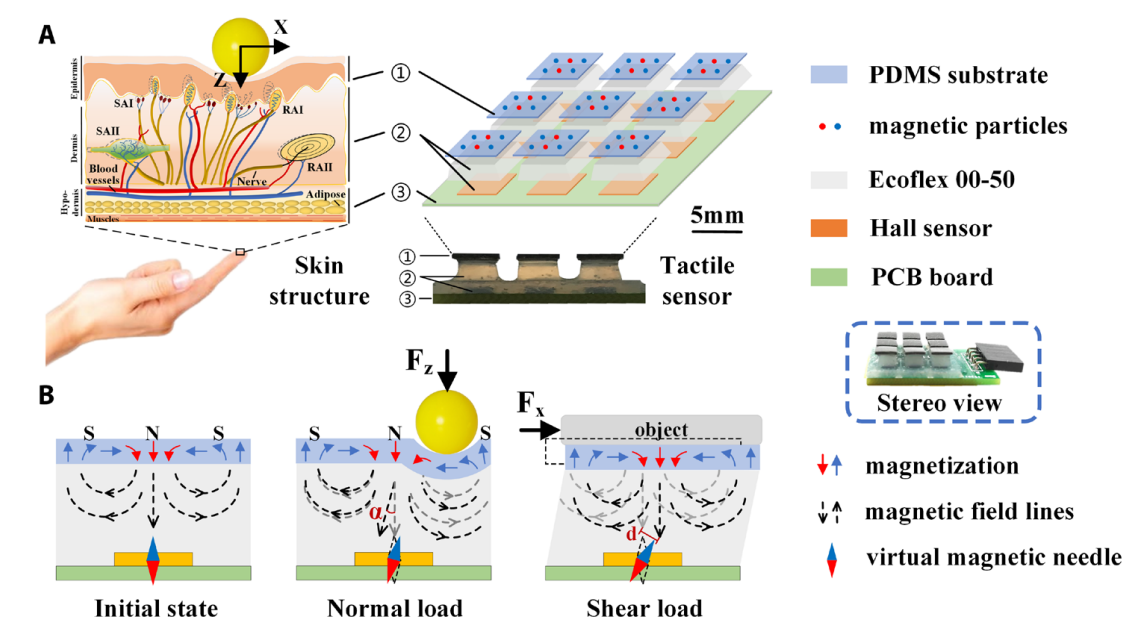 A
X
Z
Epidermis
Dermis
Hypo-
dermis
SAI
RAI
SAII
RAII
Blood
vessels
Nerve
Adipose
Muscles
①
②
③
5mm
①
②
③
Skin
structure
Tactile
sensor
PDMS substrate
magnetic particles
Ecoflex 00-50
Hall sensor
PCB board
Stereo view
B
S N S
Initial state
Fz
S N S
α
Normal load
Fx
object
d
Shear load
magnetization
magnetic field lines
virtual magnetic needle